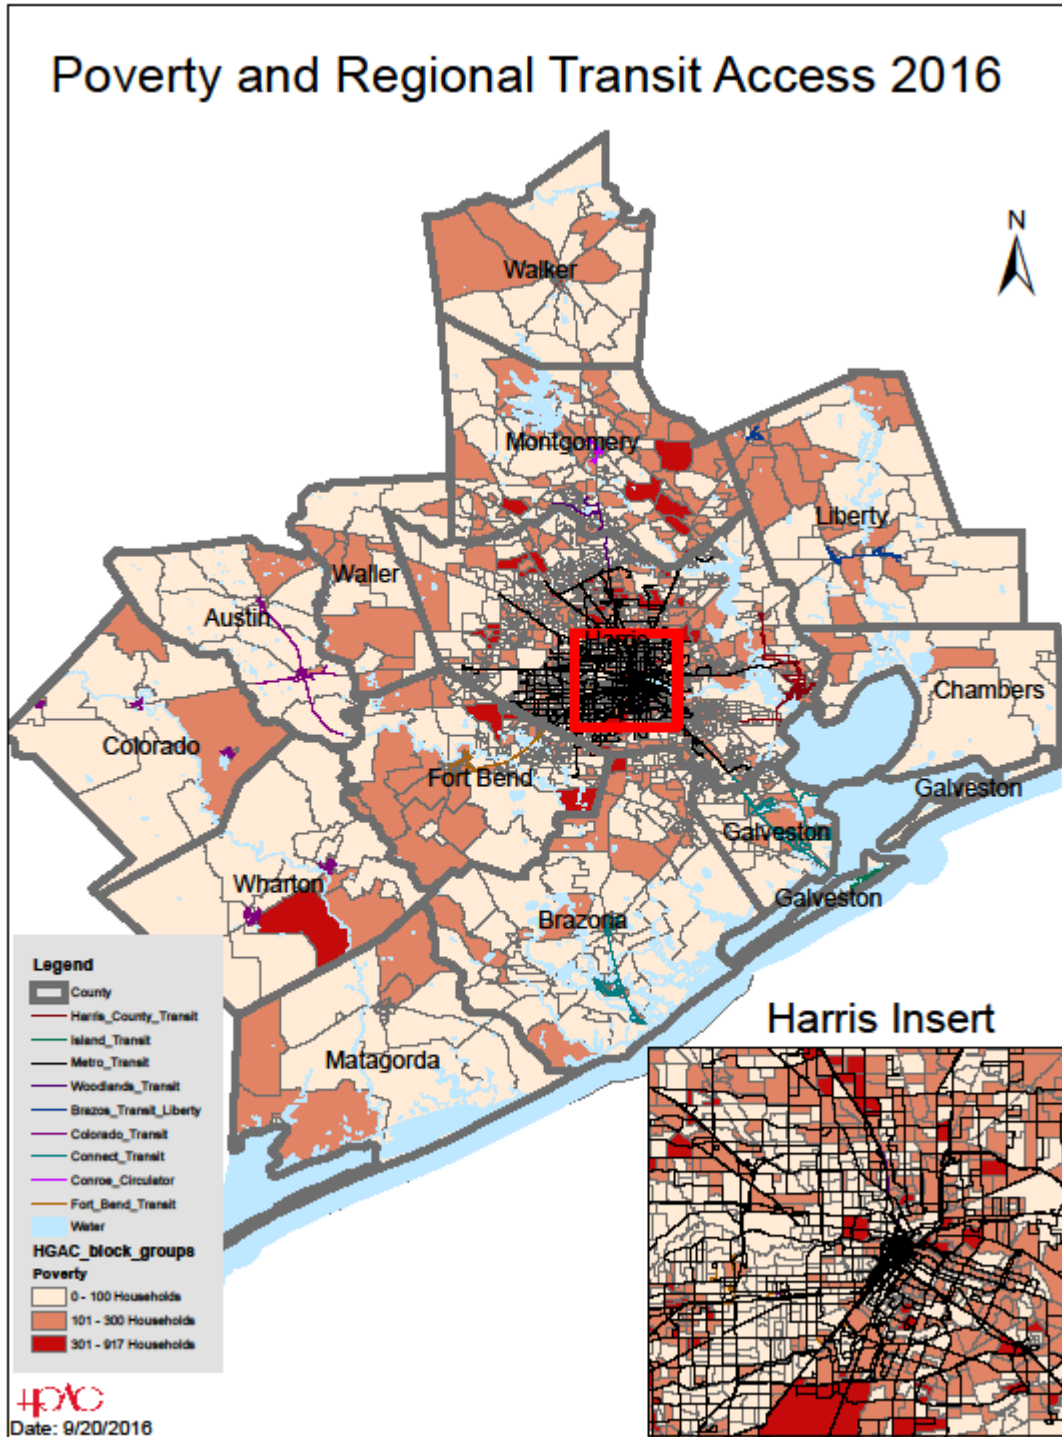 Poverty and Regional Transit Access 2016
N
Walker
Montgomery
Liberty
Waller
Austin
Harris
Chambers
Colorado
Fort Bend
Galveston
Galveston
Wharton
Galveston
Brazoria
Matagorda
Legend
County
Harris_County_Transit
Island_Transit
Metro_Transit
Woodlands_Transit
Brazos_Transit_Liberty
Colorado_Transit
Connect_Transit
Conroe_Circulator
Fort_Bend_Transit
Water
HGAC_block_groups
Poverty
0 - 100 Households
101 - 300 Households
301 - 917 Households
Harris Insert
Date: 9/20/2016